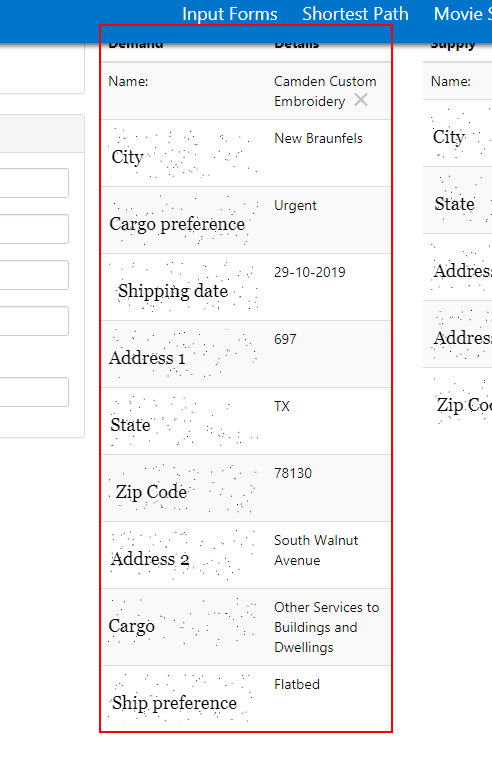 Input Forms Shortest Path Movie S
Demand Details Supply
Name: Camden Custom Name:
Embroidery
City New Braunfels City
Cargo preference Urgent State
Shipping date 29-10-2019 Addres
Address 1 697 Addres
State TX Zip Co
Zip Code 78130
Address 2 South Walnut
Avenue
Cargo Other Services to
Buildings and
Dwellings
Ship preference Flatbed